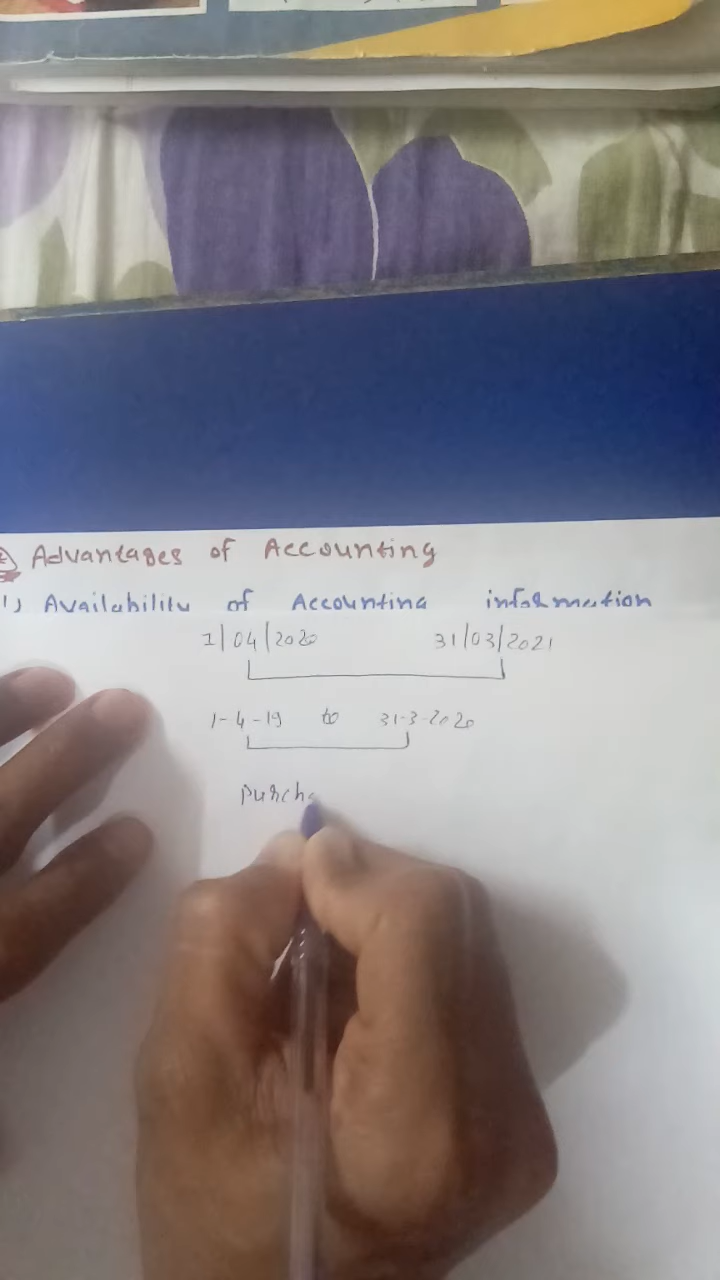 Advantages of Accounting
1) Availability of Accounting information
1/04/2020 31/03/2021
1-4-19 to 31-3-2020
purcha